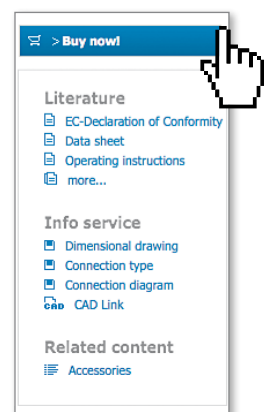 > Buy now!
Literature
EC-Declaration of Conformity
Data sheet
Operating instructions
more...
Info service
Dimensional drawing
Connection type
Connection diagram
CAD CAD Link
Related content
Accessories